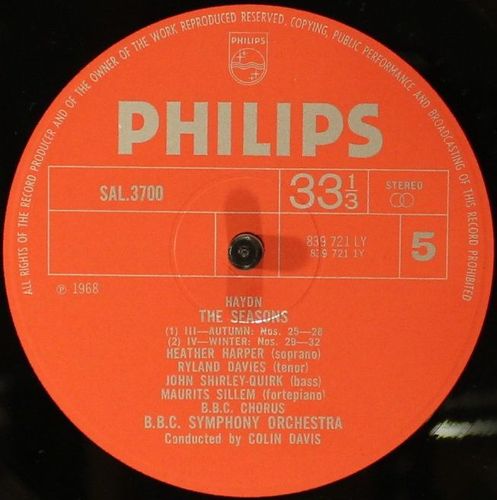 ALL RIGHTS OF THE RECORD PRODUCER AND OF THE OWNER OF THE WORK REPRODUCED RESERVED, COPYING, PUBLIC PERFORMANCE AND BROADCASTING OF THIS RECORD PROHIBITED
PHILIPS
PHILIPS
SAL.3700
33 1/3
STEREO
839 721 LY
839 721 1Y
5
℗ 1968
HAYDN
THE SEASONS
(1) III—AUTUMN: Nos. 25—28
(2) IV—WINTER: Nos. 29—32
HEATHER HARPER (soprano)
RYLAND DAVIES (tenor)
JOHN SHIRLEY-QUIRK (bass)
MAURITS SILLEM (fortepiano)
B.B.C. CHORUS
B.B.C. SYMPHONY ORCHESTRA
Conducted by COLIN DAVIS